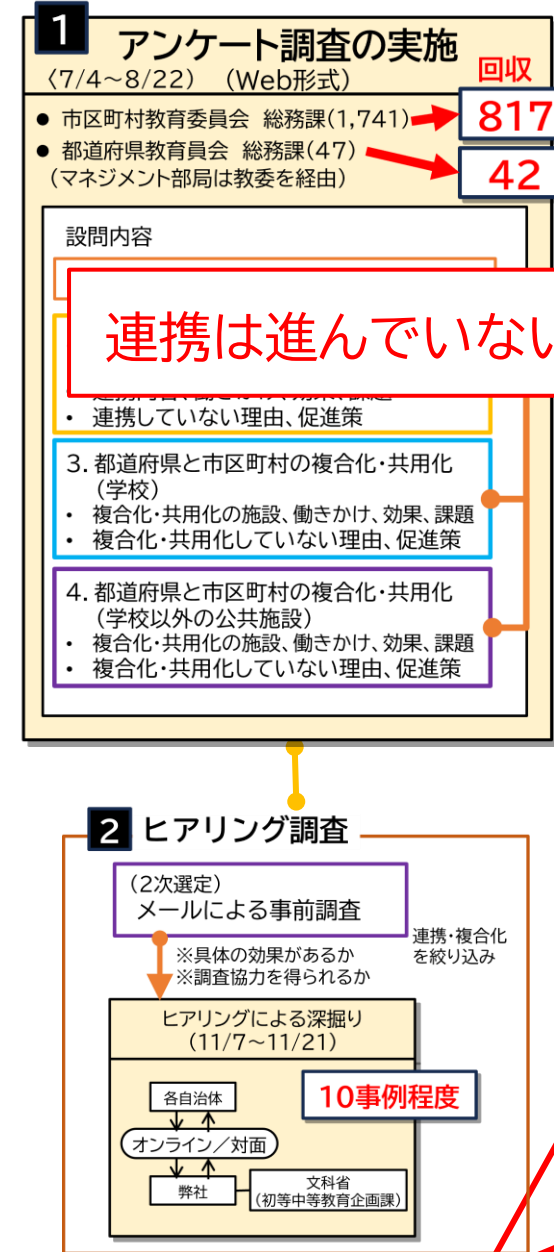 1
アンケート調査の実施
〈7/4~8/22〉 (Web形式)
回収
● 市区町村教育委員会 総務課(1,741)
817
● 都道府県教育員会 総務課(47)
(マネジメント部局は教委を経由)
42
設問内容
連携は進んでいない
• 連携していない理由、促進策
3. 都道府県と市区町村の複合化・共用化
(学校)
• 複合化・共用化の施設、働きかけ、効果、課題
• 複合化・共用化していない理由、促進策
4. 都道府県と市区町村の複合化・共用化
(学校以外の公共施設)
• 複合化・共用化の施設、働きかけ、効果、課題
• 複合化・共用化していない理由、促進策
2 ヒアリング調査
(2次選定)
メールによる事前調査
連携・複合化
を絞り込み
※具体の効果があるか
※調査協力を得られるか
ヒアリングによる深掘り
(11/7~11/21)
10事例程度
各自治体
オンライン/対面
弊社
文科省
(初等中等教育企画課)